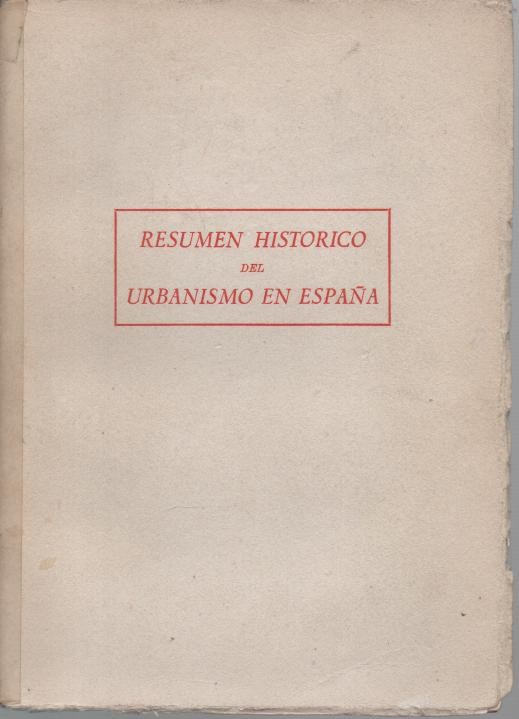 RESUMEN HISTORICO
DEL
URBANISMO EN ESPAÑA